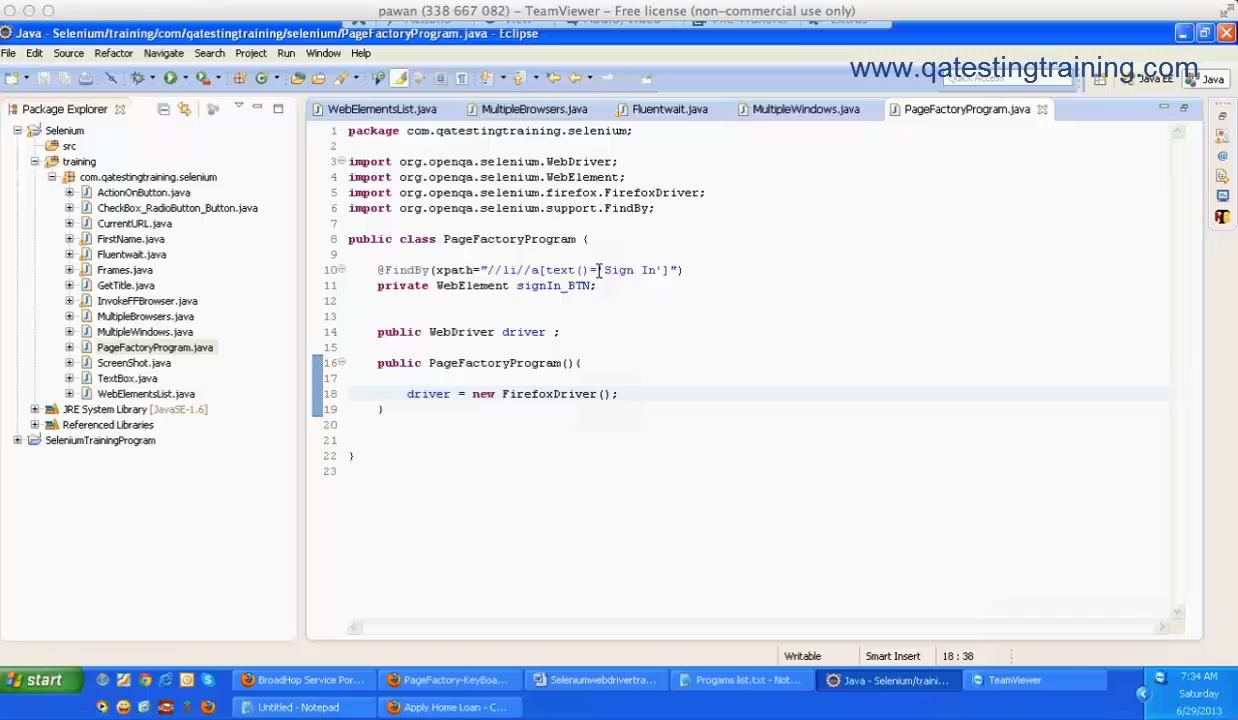 pawan (338 667 082) – TeamViewer – Free license (non-commercial use only)
Java - Selenium/training/com/qatestingtraining/selenium/PageFactoryProgram.java - Eclipse
File Edit Source Refactor Navigate Search Project Run Window Help
www.qatestingtraining.com
Java EE Java
Package Explorer
WebElementsList.java MultipleBrowsers.java Fluentwait.java MultipleWindows.java PageFactoryProgram.java
Selenium
src
training
com.qatestingtraining.selenium
ActionOnButton.java
CheckBox_RadioButton_Button.java
CurrentURL.java
FirstName.java
Fluentwait.java
Frames.java
GetTitle.java
InvokeFFBrowser.java
MultipleBrowsers.java
MultipleWindows.java
PageFactoryProgram.java
ScreenShot.java
TextBox.java
WebElementsList.java
JRE System Library [JavaSE-1.6]
Referenced Libraries
SeleniumTrainingProgram
1 package com.qatestingtraining.selenium;
2
3 import org.openqa.selenium.WebDriver;
4 import org.openqa.selenium.WebElement;
5 import org.openqa.selenium.firefox.FirefoxDriver;
6 import org.openqa.selenium.support.FindBy;
7
8 public class PageFactoryProgram {
9
10 @FindBy(xpath="//li//a[text()='Sign In']")
11 private WebElement signIn_BTN;
12
13
14 public WebDriver driver ;
15
16 public PageFactoryProgram(){
17
18 driver = new FirefoxDriver();
19 }
20
21
22 }
23
Writable Smart Insert 18 : 38
start
BroadHop Service Por... PageFactory-KeyBoa... Seleniumwebdrivertra... Progams list.txt - Not... Java - Selenium/traini... TeamViewer
Untitled - Notepad Apply Home Loan - C...
7:34 AM
Saturday
6/29/2013